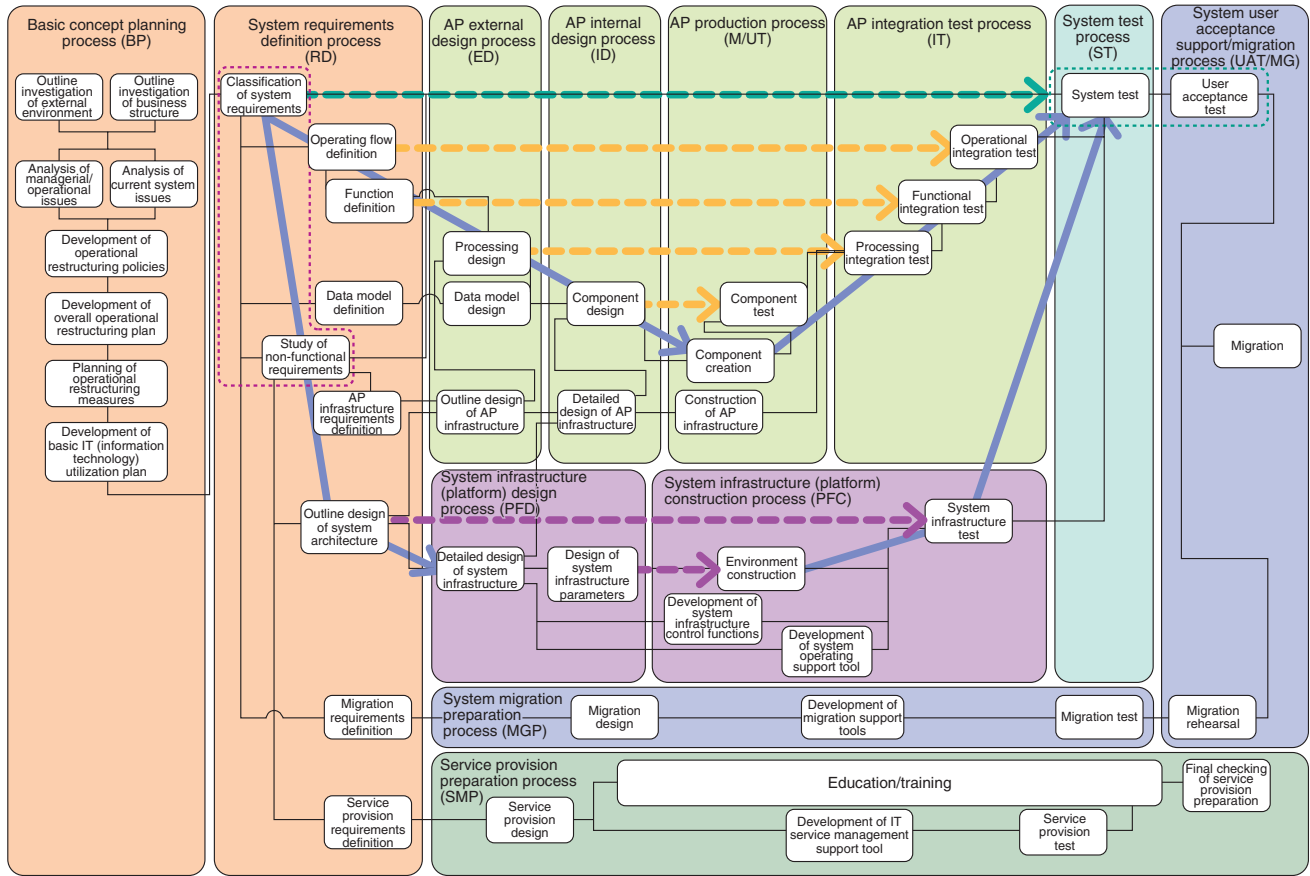 Basic concept planning
process (BP)
Outline
investigation
of external
environment
Outline
investigation
of business
structure
Analysis of
managerial/
operational
issues
Analysis of
current system
issues
Development of
operational
restructuring policies
Development of
overall operational
restructuring plan
Planning of
operational
restructuring
measures
Development of
basic IT (information
technology)
utilization plan
System requirements
definition process
(RD)
Classification
of system
requirements
Operating flow
definition
Function
definition
Data model
definition
Study of
non-functional
requirements
AP
infrastructure
requirements
definition
Outline design
of system
architecture
Migration
requirements
definition
Service
provision
requirements
definition
AP external
design process
(ED)
Processing
design
Data model
design
Outline design
of AP
infrastructure
AP internal
design process
(ID)
Component
design
Detailed
design of AP
infrastructure
AP production process
(M/UT)
Component
test
Component
creation
Construction
of AP
infrastructure
AP integration test process
(IT)
Operational
integration test
Functional
integration test
Processing
integration test
System test
process
(ST)
System test
System user
acceptance
support/migration
process (UAT/MG)
User
acceptance
test
Migration
Migration
rehearsal
System infrastructure
(platform) design
process (PFD)
Detailed design
of system
infrastructure
Design of
system
infrastructure
parameters
System infrastructure (platform)
construction process (PFC)
System
infrastructure
test
Environment
construction
Development of
system
infrastructure
control functions
Development
of system
operating
support tool
System migration
preparation
process (MGP)
Migration
design
Development of
migration support
tools
Migration test
Service provision
preparation process
(SMP)
Service
provision
design
Education/training
Development of IT
service management
support tool
Service
provision
test
Final checking
of service
provision
preparation